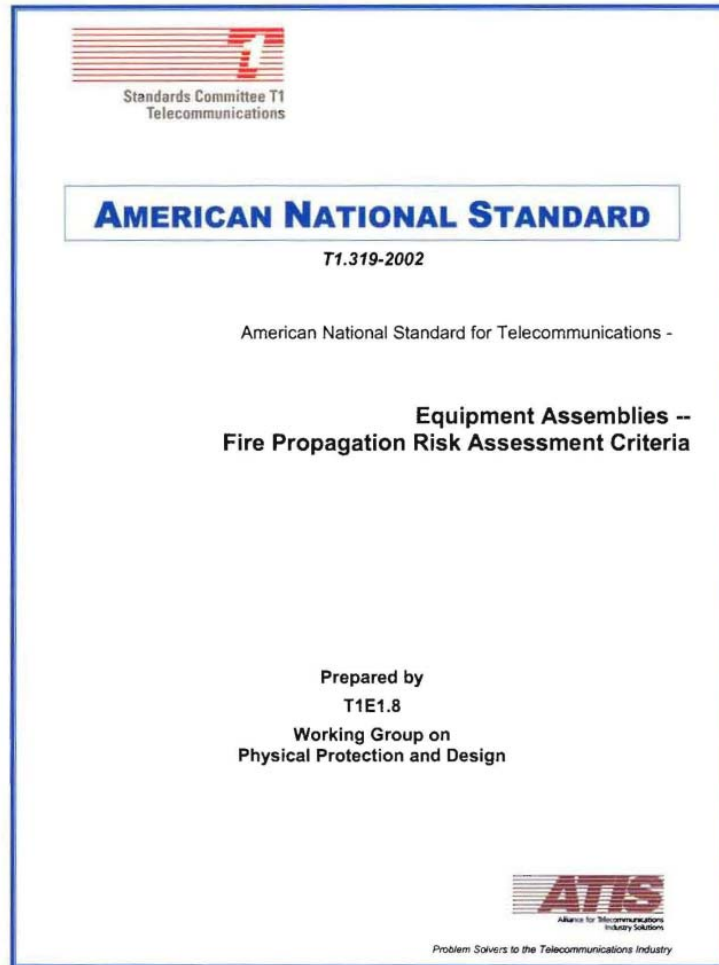 1
Standards Committee T1
Telecommunications
AMERICAN NATIONAL STANDARD
T1.319-2002
American National Standard for Telecommunications -
Equipment Assemblies --
Fire Propagation Risk Assessment Criteria
Prepared by
T1E1.8
Working Group on
Physical Protection and Design
ATIS
Alliance for Telecommunications
Industry Solutions
Problem Solvers to the Telecommunications Industry